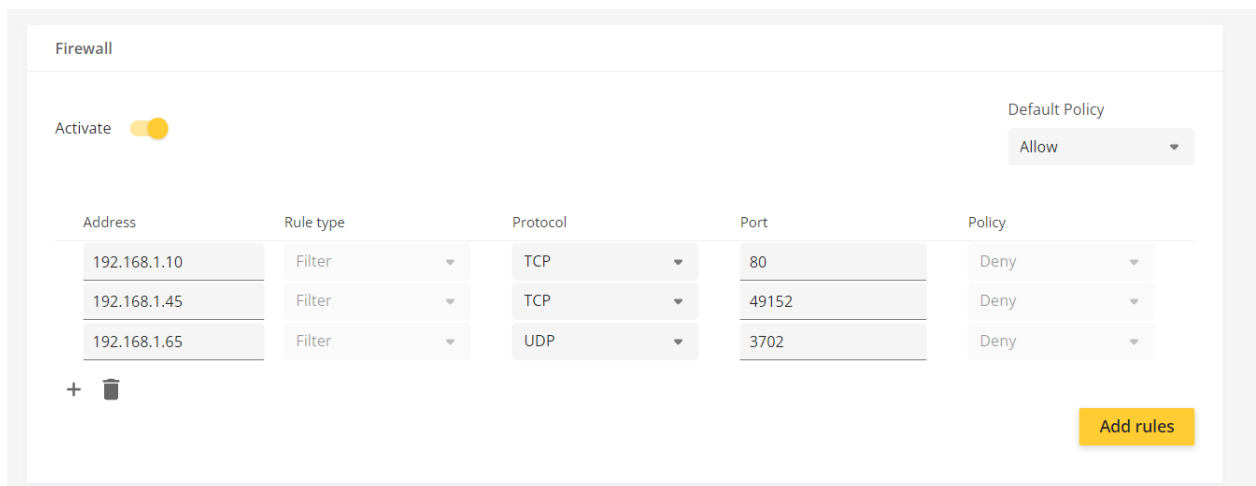 Firewall
Default Policy
Activate
Allow
Address Rule type Protocol Port Policy
192.168.1.10 Filter TCP 80 Deny
192.168.1.45 Filter TCP 49152 Deny
192.168.1.65 Filter UDP 3702 Deny
+
Add rules